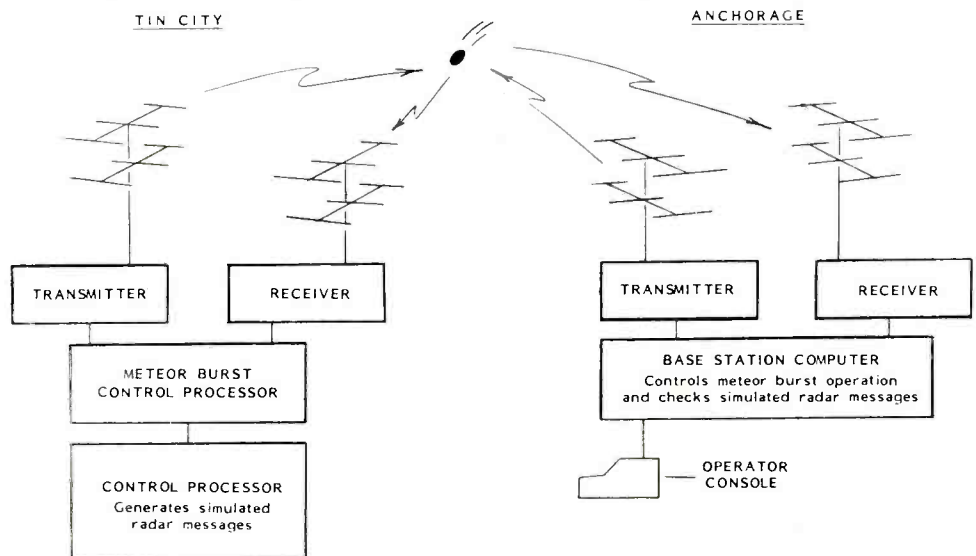 TIN CITY
ANCHORAGE
TRANSMITTER
RECEIVER
TRANSMITTER
RECEIVER
METEOR BURST
CONTROL PROCESSOR
BASE STATION COMPUTER
Controls meteor burst operation
and checks simulated radar messages
CONTROL PROCESSOR
Generates simulated
radar messages
OPERATOR
CONSOLE